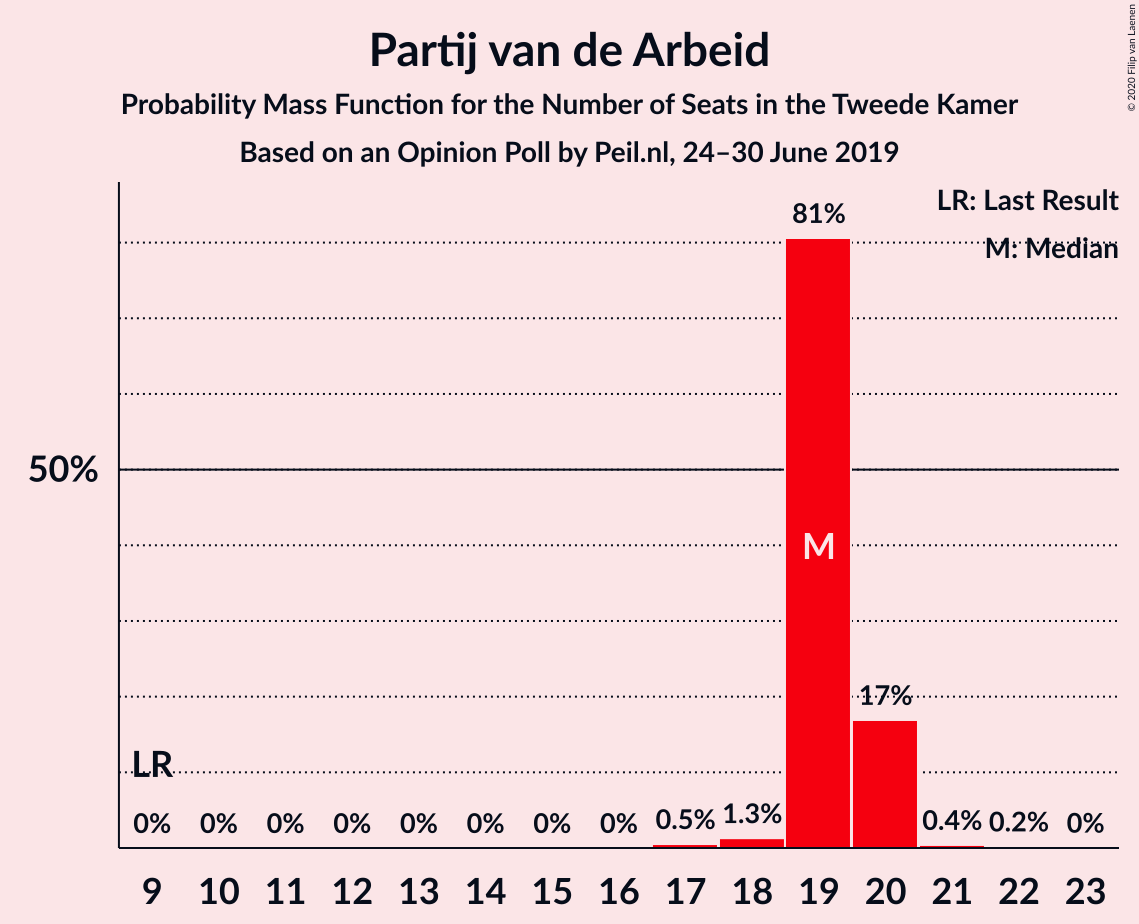 Partij van de Arbeid
Probability Mass Function for the Number of Seats in the Tweede Kamer
Based on an Opinion Poll by Peil.nl, 24–30 June 2019
© 2020 Filip van Laenen
LR: Last Result
M: Median
81%
50%
M
17%
LR
0% 0% 0% 0% 0% 0% 0% 0% 0.5% 1.3% 0.4% 0.2% 0%
9 10 11 12 13 14 15 16 17 18 19 20 21 22 23